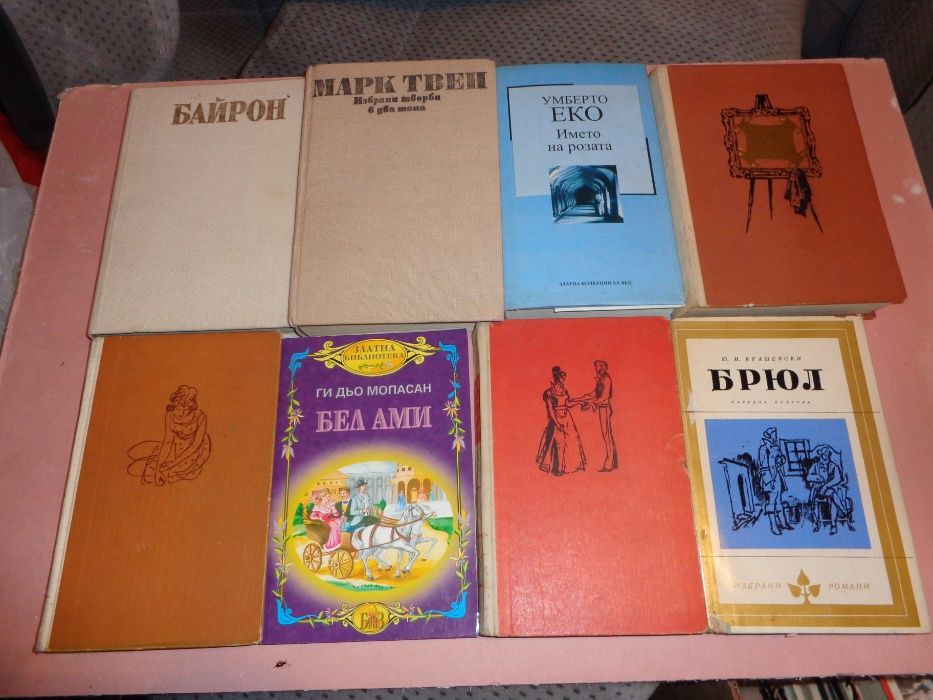 БАЙРОН
МАРК ТВЕН
Избрани творби
в два тома
УМБЕРТО
ЕКО
Името
на розата
ЗЛАТНА КОЛЕКЦИЯ XX ВЕК
ЗЛАТНА
БИБЛИОТЕКА
ГИ ДЬО МОПАСАН
БЕЛ АМИ
Ю. И. КРАШЕВСКИ
БРЮЛ
НАРОДНА КУЛТУРА
ИЗБРАНИ РОМАНИ